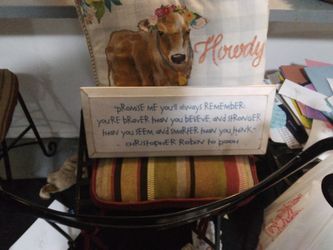 Howdy
"PROMISE ME YOU'll AlWAYS REMEMBER:
YOU'RE BRAVER THAN YOU BELIEVE, AND STRONGER
THAN YOU SEEM, AND SMARTER THAN YOU THINK."
-CHRISTOPHER ROBIN TO POOH